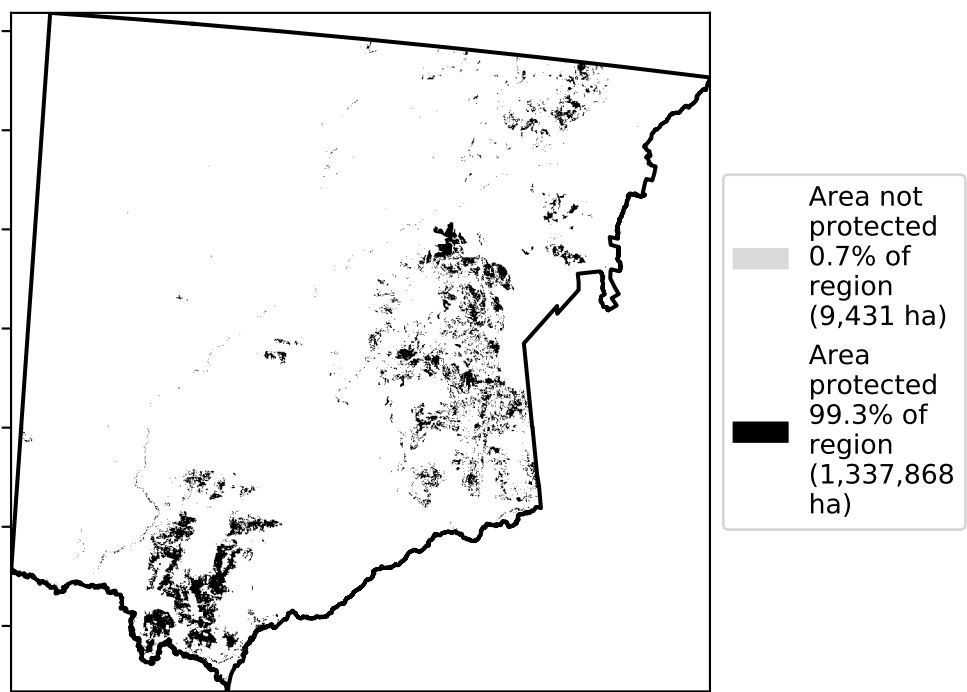 Area not
protected
0.7% of
region
(9,431 ha)
Area
protected
99.3% of
region
(1,337,868
ha)